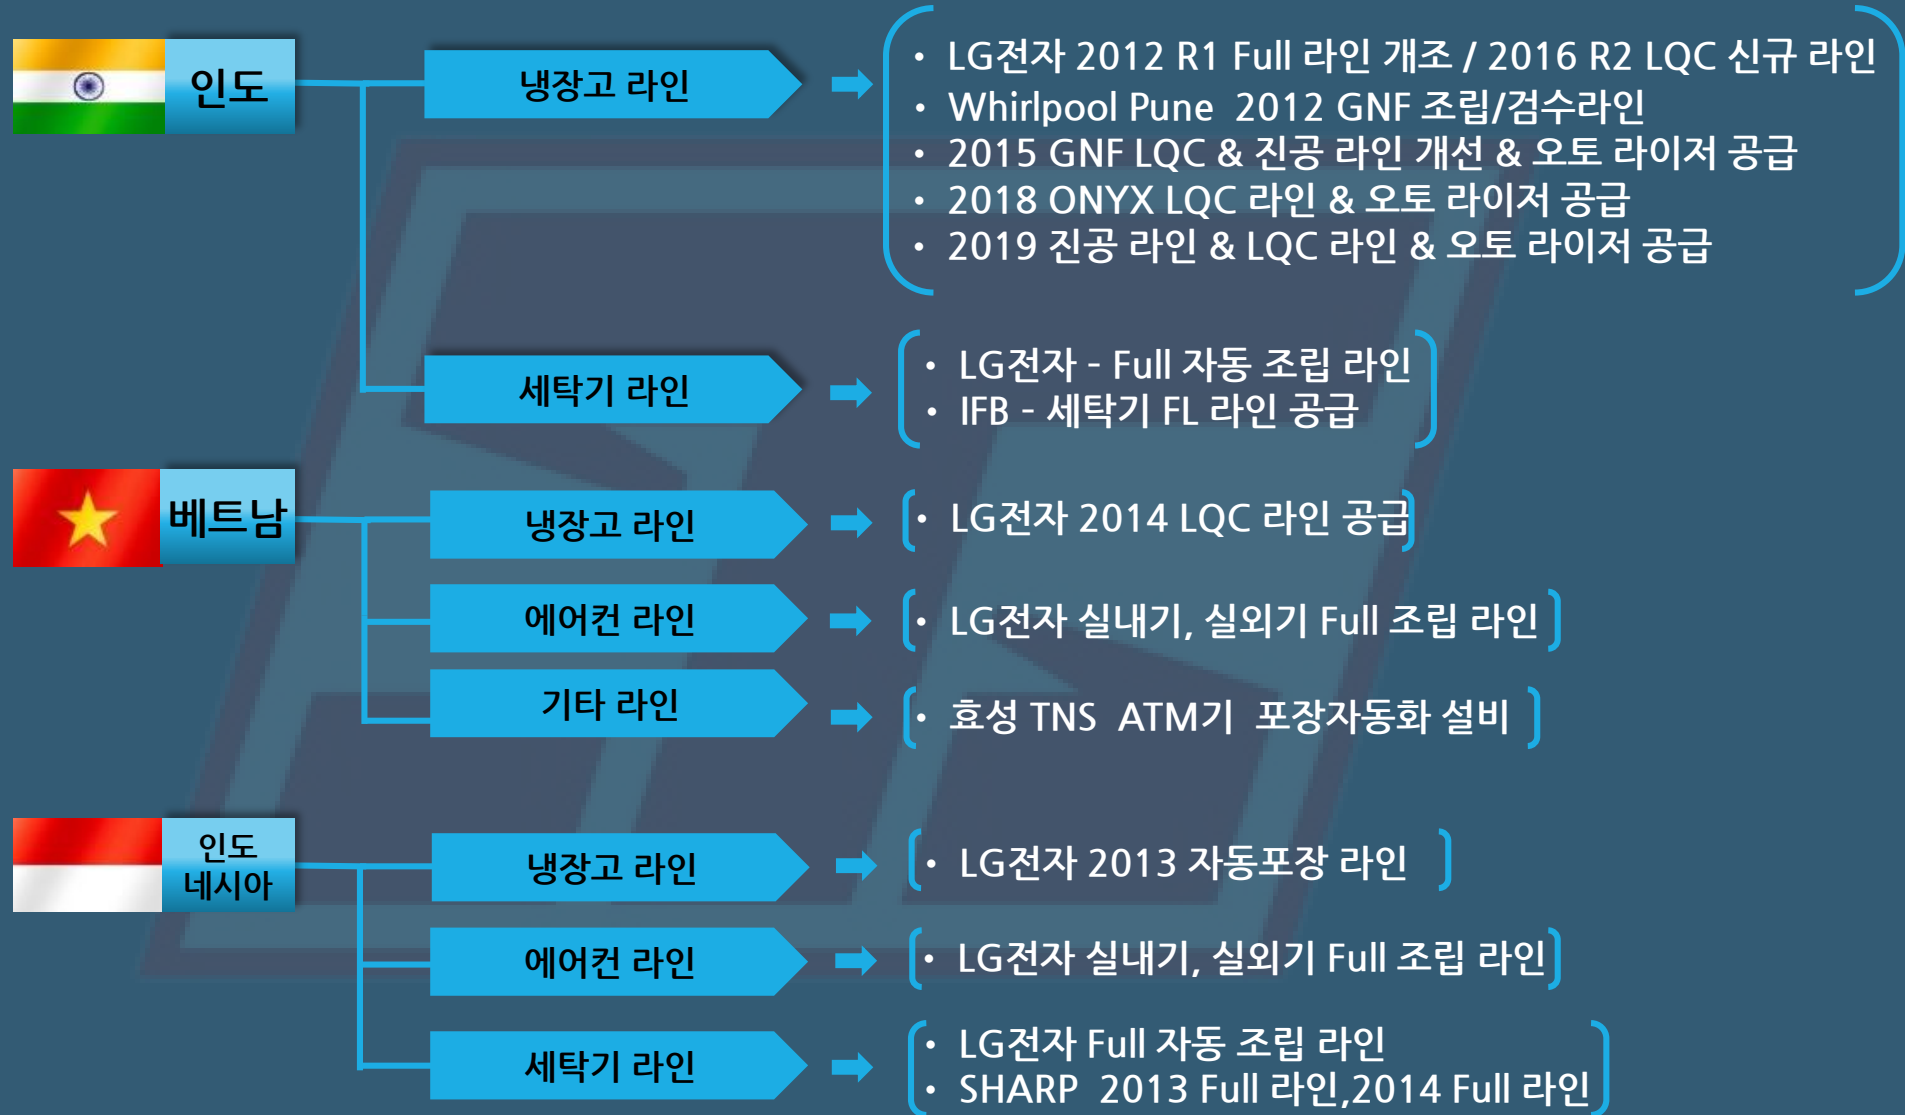 인도
냉장고 라인
• LG전자 2012 R1 Full 라인 개조 / 2016 R2 LQC 신규 라인
• Whirlpool Pune 2012 GNF 조립/검수라인
• 2015 GNF LQC & 진공 라인 개선 & 오토 라이저 공급
• 2018 ONYX LQC 라인 & 오토 라이저 공급
• 2019 진공 라인 & LQC 라인 & 오토 라이저 공급
세탁기 라인
• LG전자 - Full 자동 조립 라인
• IFB - 세탁기 FL 라인 공급
베트남
냉장고 라인
• LG전자 2014 LQC 라인 공급
에어컨 라인
• LG전자 실내기, 실외기 Full 조립 라인
기타 라인
• 효성 TNS ATM기 포장자동화 설비
인도
네시아
냉장고 라인
• LG전자 2013 자동포장 라인
에어컨 라인
• LG전자 실내기, 실외기 Full 조립 라인
세탁기 라인
• LG전자 Full 자동 조립 라인
• SHARP 2013 Full 라인,2014 Full 라인